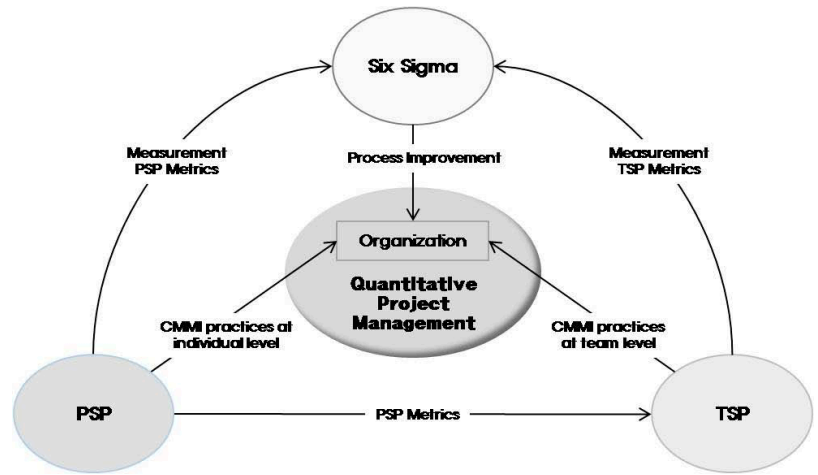 Six Sigma
Measurement
PSP Metrics
Process Improvement
Measurement
TSP Metrics
Organization
Quantitative
Project
Management
CMMI practices at
individual level
CMMI practices
at team level
PSP
PSP Metrics
TSP